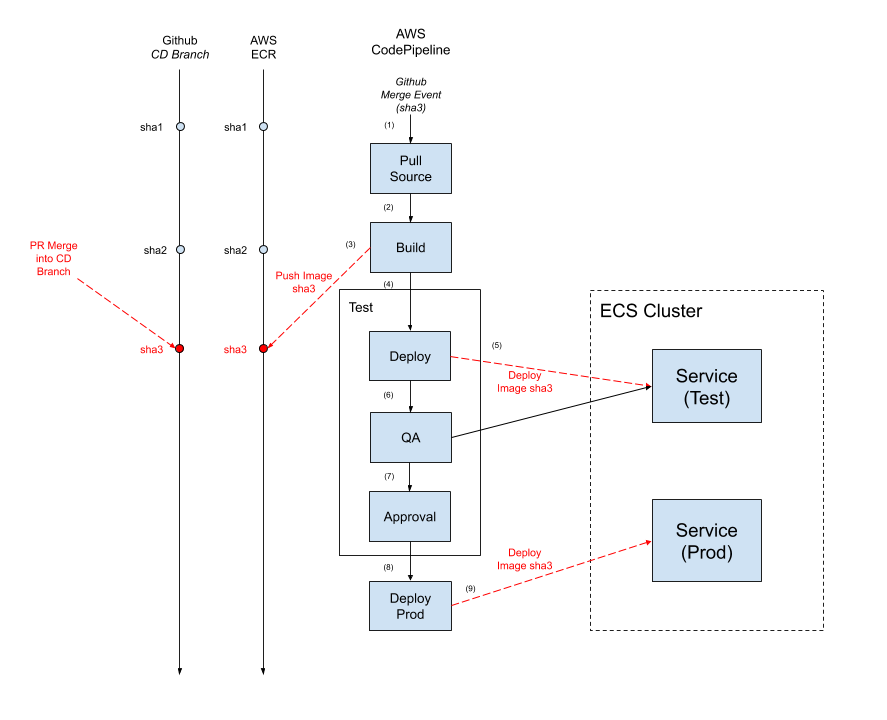 Github
CD Branch
AWS
ECR
AWS
CodePipeline
Github
Merge Event
(sha3)
(1)
sha1
sha1
Pull
Source
(2)
PR Merge
into CD
Branch
sha2
sha2
(3)
Build
Push Image
sha3
(4)
Test
ECS Cluster
sha3
sha3
Deploy
(5)
Deploy
Image sha3
Service
(Test)
(6)
QA
(7)
Approval
Service
(Prod)
(8)
Deploy
Image sha3
Deploy
Prod
(9)